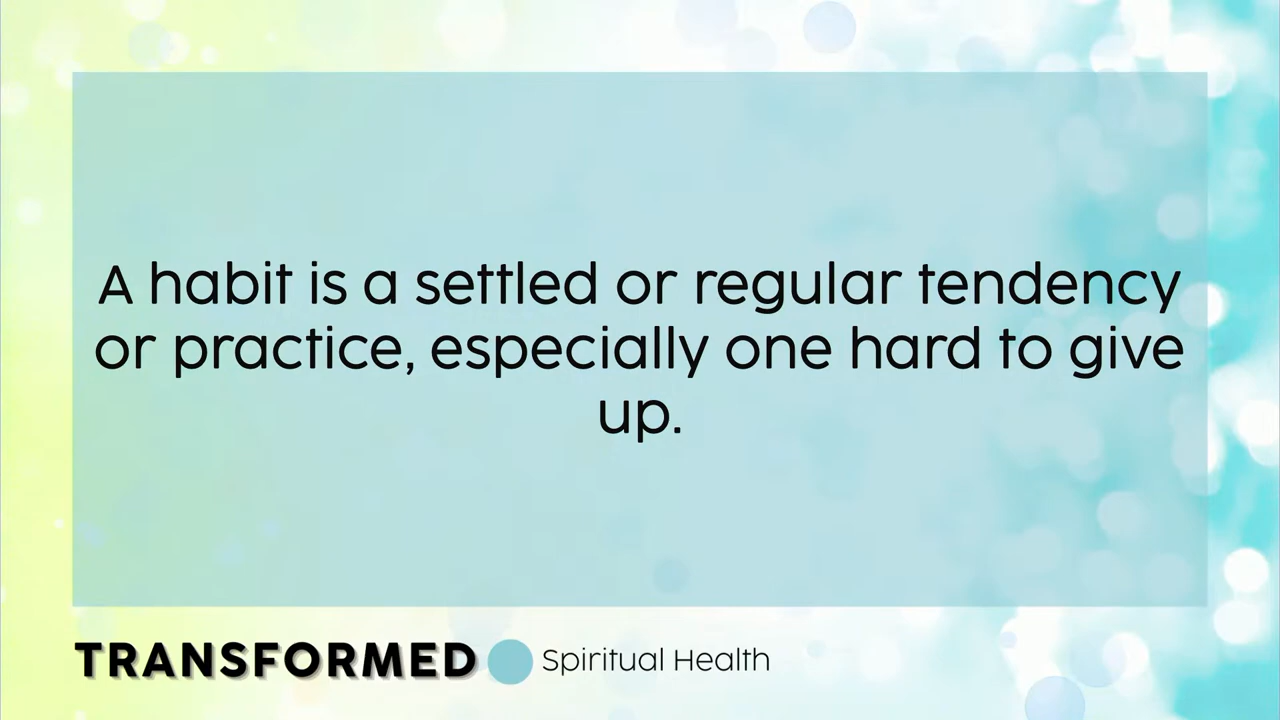 A habit is a settled or regular tendency
or practice, especially one hard to give
up.
TRANSFORMED Spiritual Health